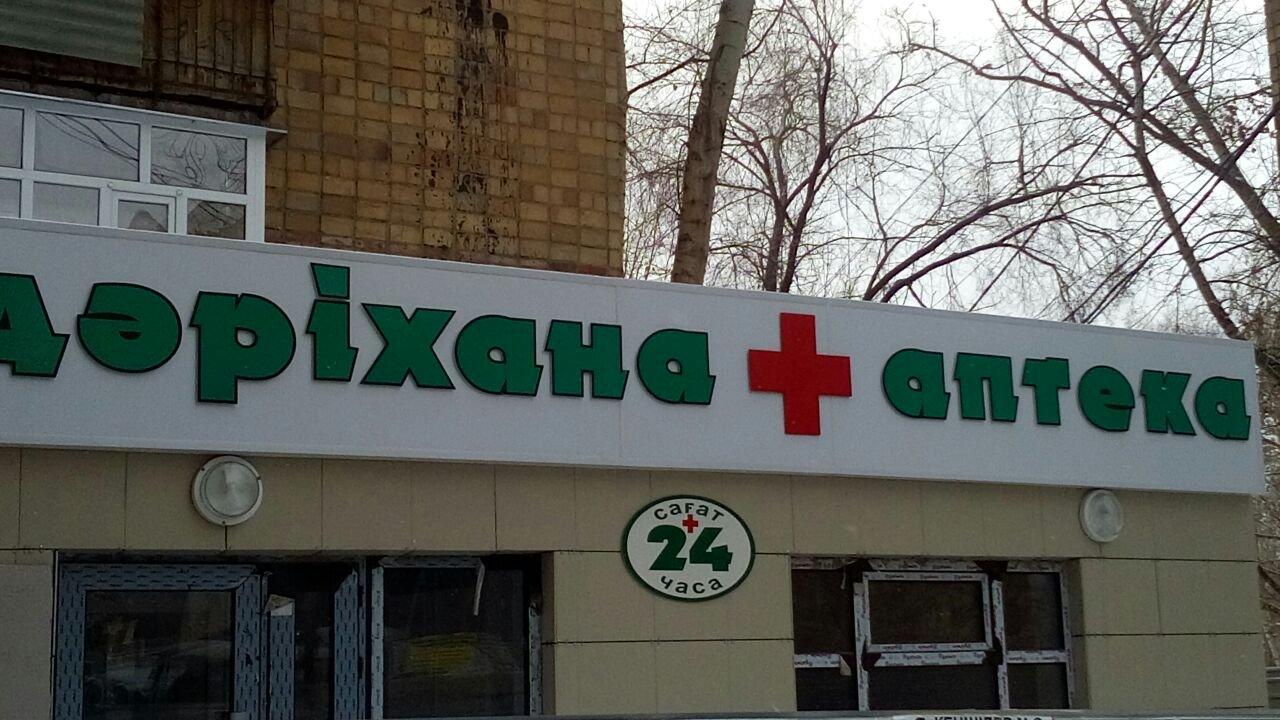 дәріхана + аптека
сағат
24
часа